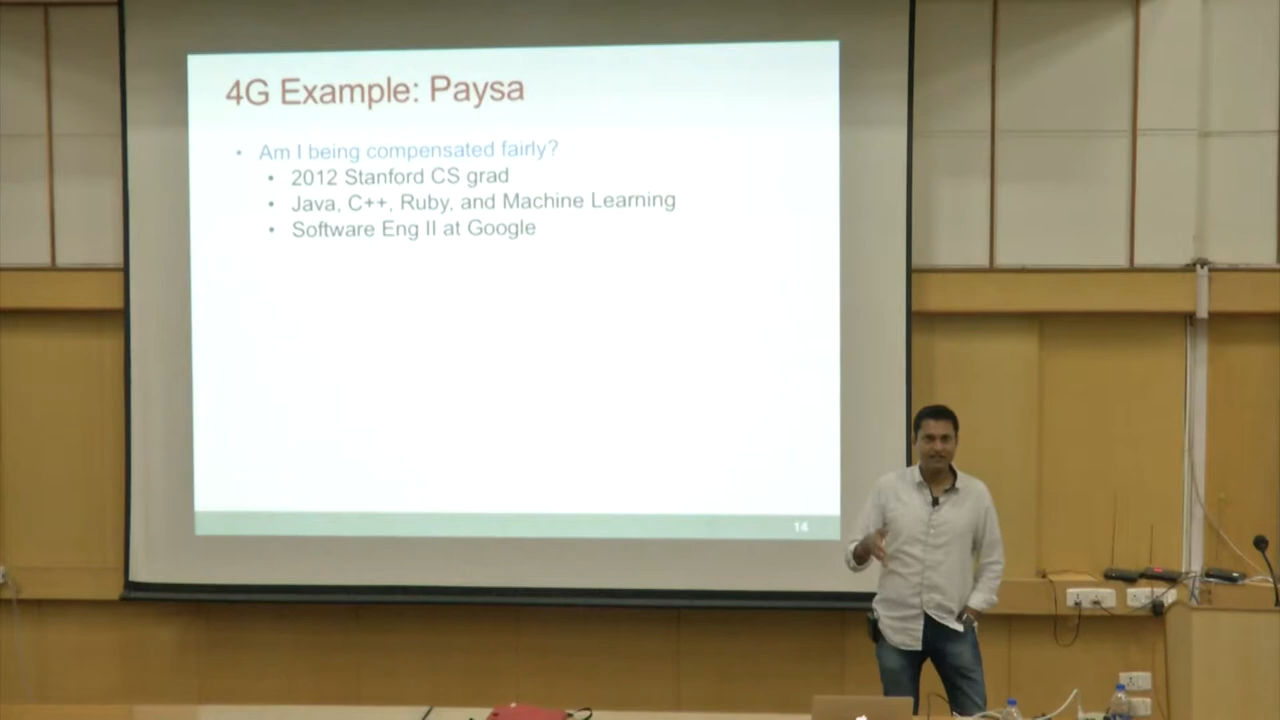 4G Example: Paysa
• Am I being compensated fairly?
• 2012 Stanford CS grad
• Java, C++, Ruby, and Machine Learning
• Software Eng II at Google
14